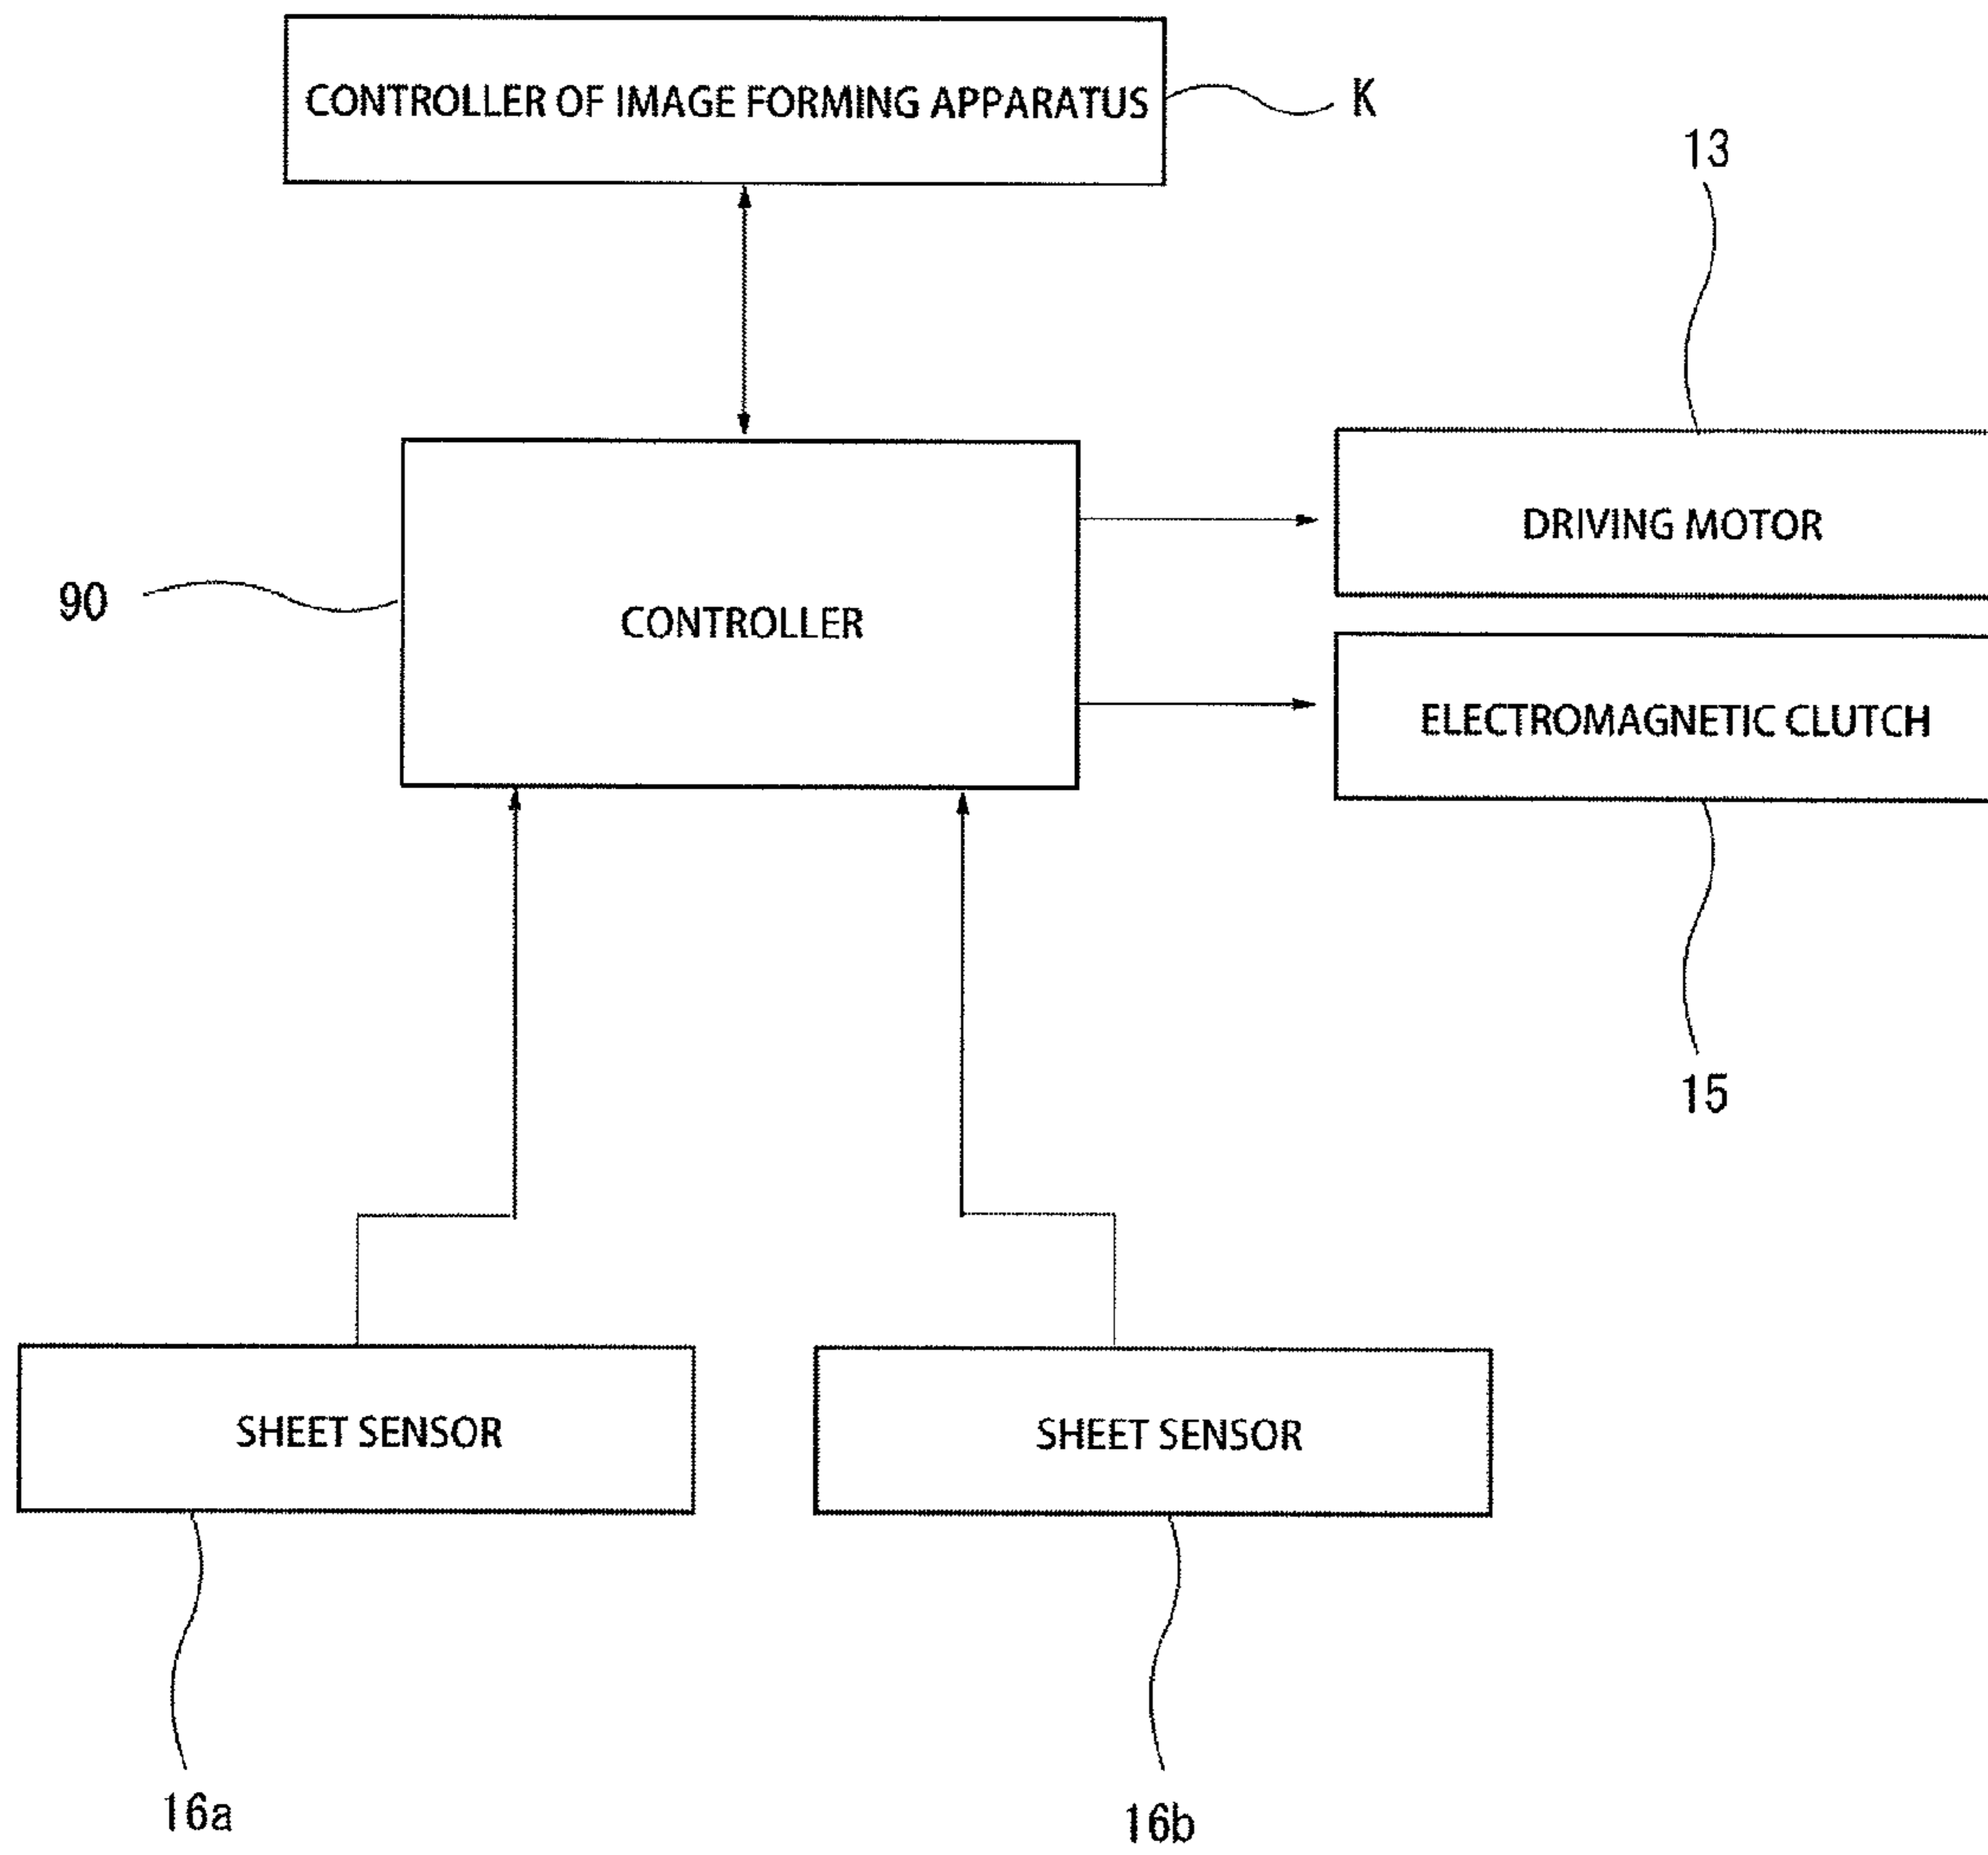 CONTROLLER OF IMAGE FORMING APPARATUS
K
13
DRIVING MOTOR
90
CONTROLLER
ELECTROMAGNETIC CLUTCH
15
SHEET SENSOR
SHEET SENSOR
16a
16b